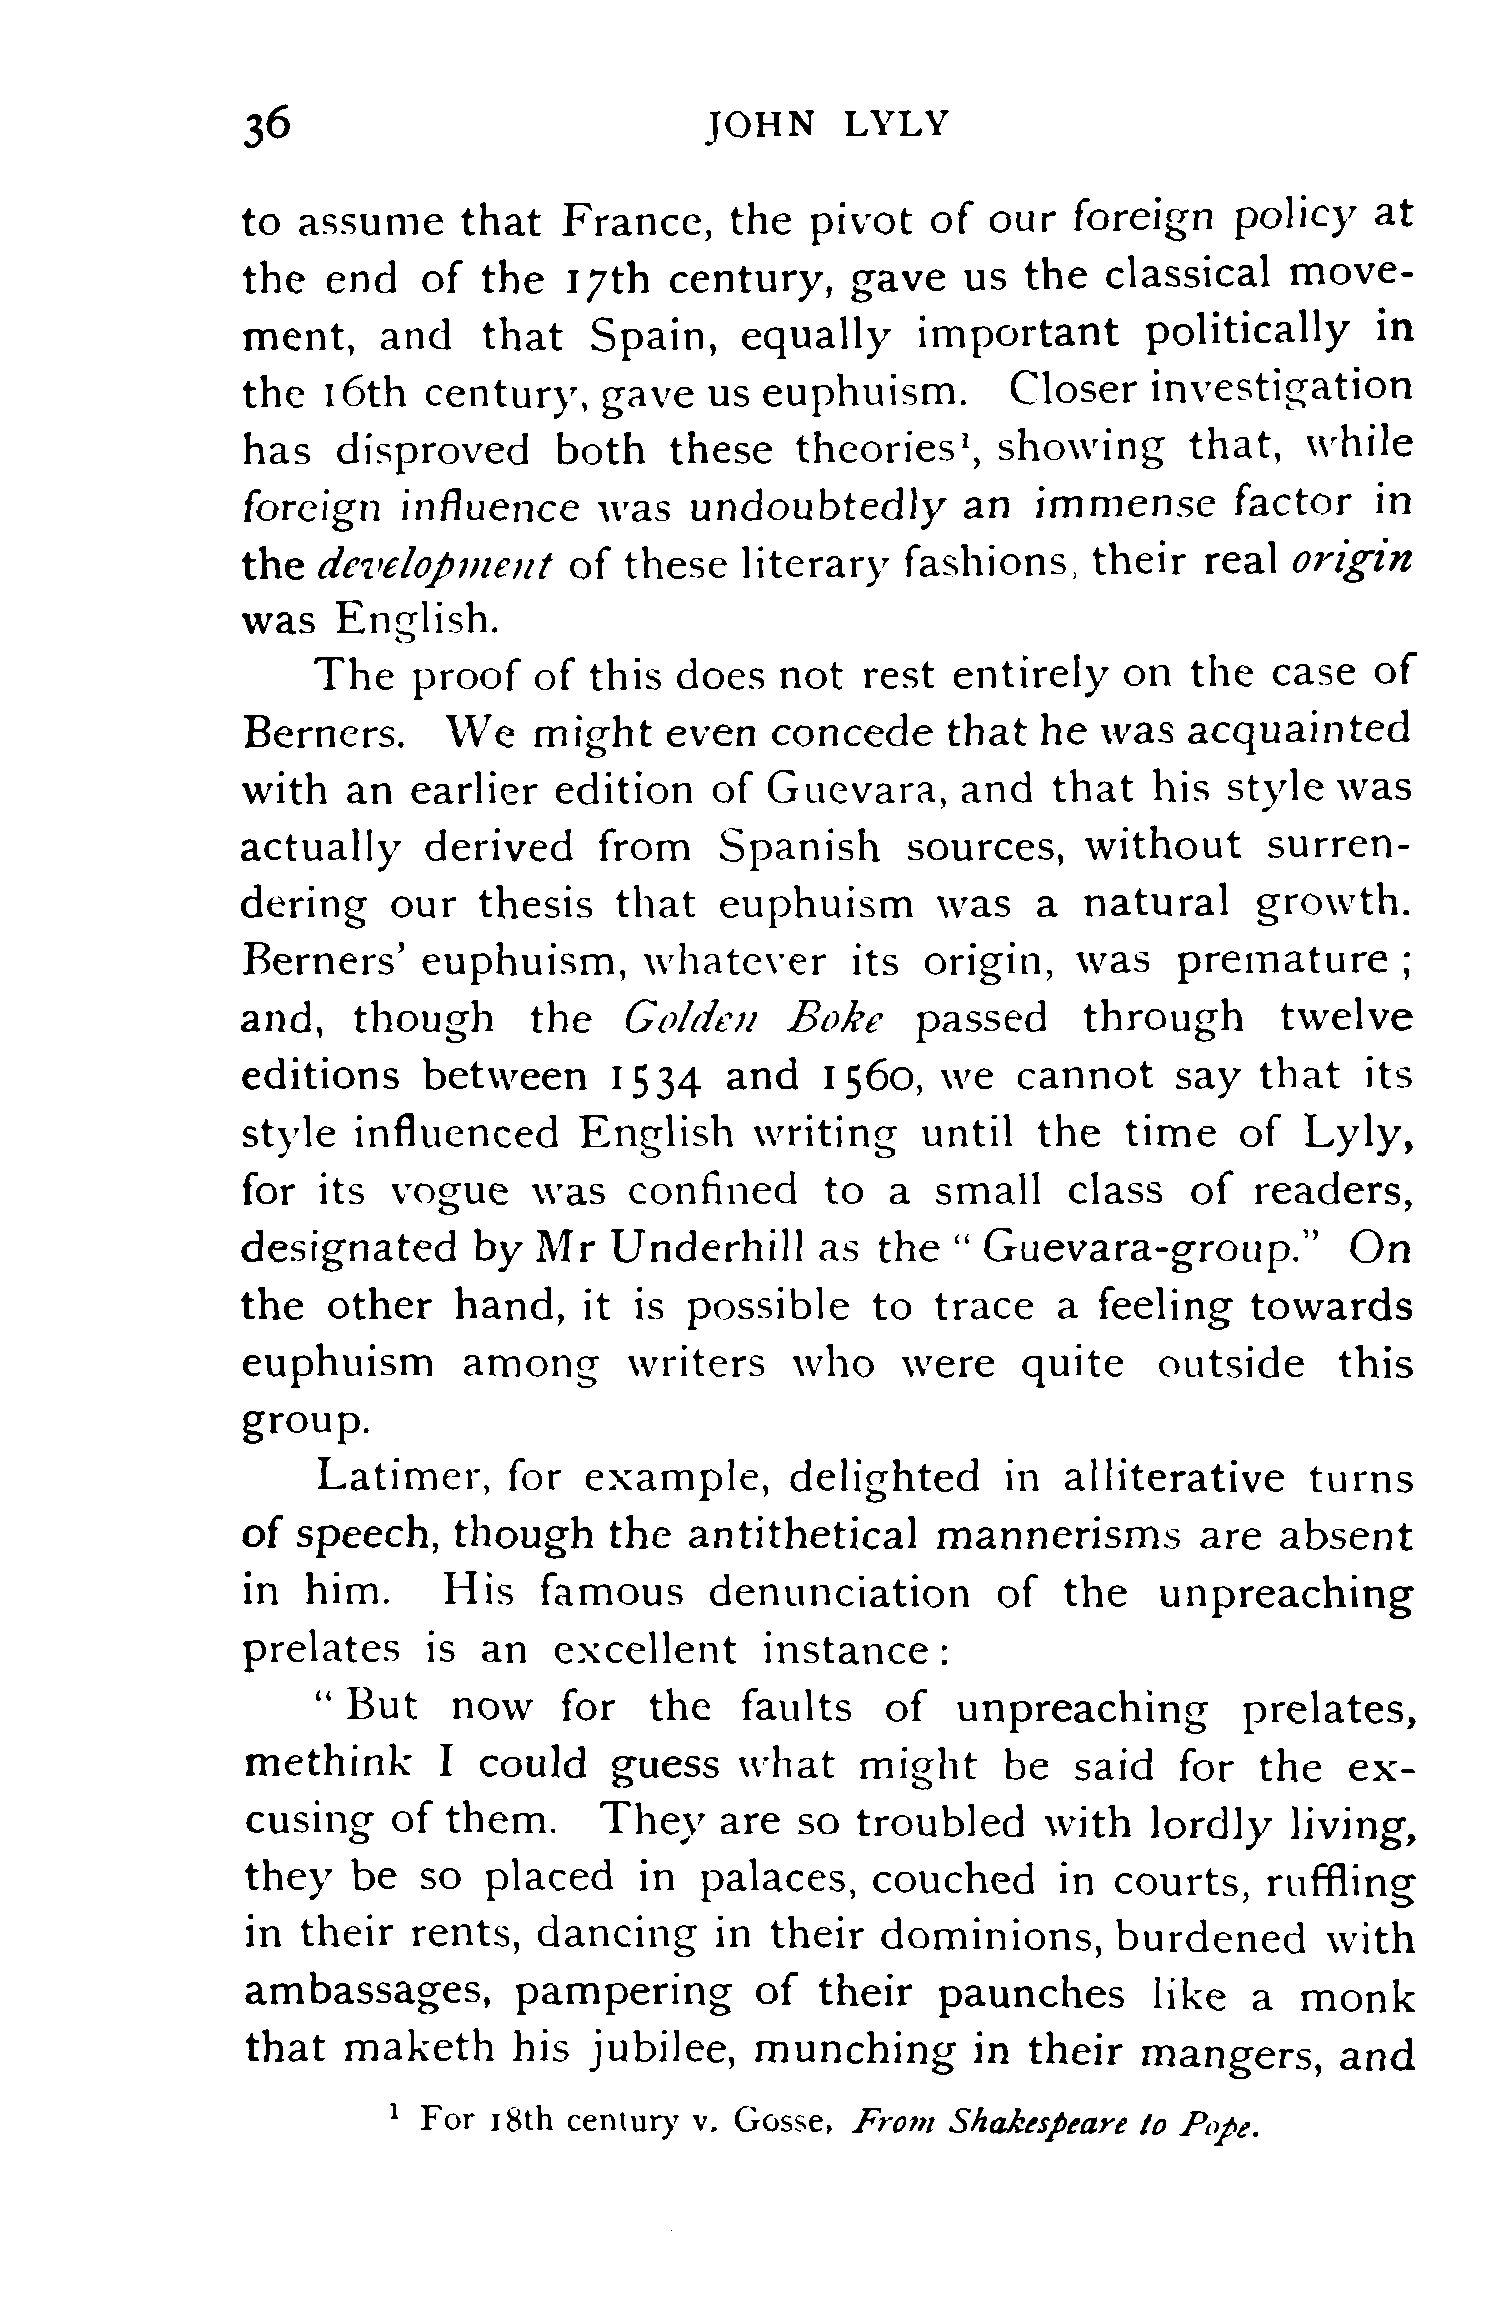 36 JOHN LYLY
to assume that France, the pivot of our foreign policy at
the end of the 17th century, gave us the classical move-
ment, and that Spain, equally important politically in
the 16th century, gave us euphuism. Closer investigation
has disproved both these theories¹, showing that, while
foreign influence was undoubtedly an immense factor in
the development of these literary fashions, their real origin
was English.
The proof of this does not rest entirely on the case of
Berners. We might even concede that he was acquainted
with an earlier edition of Guevara, and that his style was
actually derived from Spanish sources, without surren-
dering our thesis that euphuism was a natural growth.
Berners' euphuism, whatever its origin, was premature ;
and, though the Golden Boke passed through twelve
editions between 1534 and 1560, we cannot say that its
style influenced English writing until the time of Lyly,
for its vogue was confined to a small class of readers,
designated by Mr Underhill as the “ Guevara-group.” On
the other hand, it is possible to trace a feeling towards
euphuism among writers who were quite outside this
group.
Latimer, for example, delighted in alliterative turns
of speech, though the antithetical mannerisms are absent
in him. His famous denunciation of the unpreaching
prelates is an excellent instance :
“ But now for the faults of unpreaching prelates,
methink I could guess what might be said for the ex-
cusing of them. They are so troubled with lordly living,
they be so placed in palaces, couched in courts, ruffling
in their rents, dancing in their dominions, burdened with
ambassages, pampering of their paunches like a monk
that maketh his jubilee, munching in their mangers, and
¹ For 18th century v. Gosse, From Shakespeare to Pope.